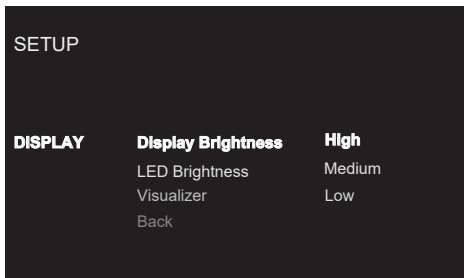 SETUP
DISPLAY Display Brightness High
LED Brightness Medium
Visualizer Low
Back